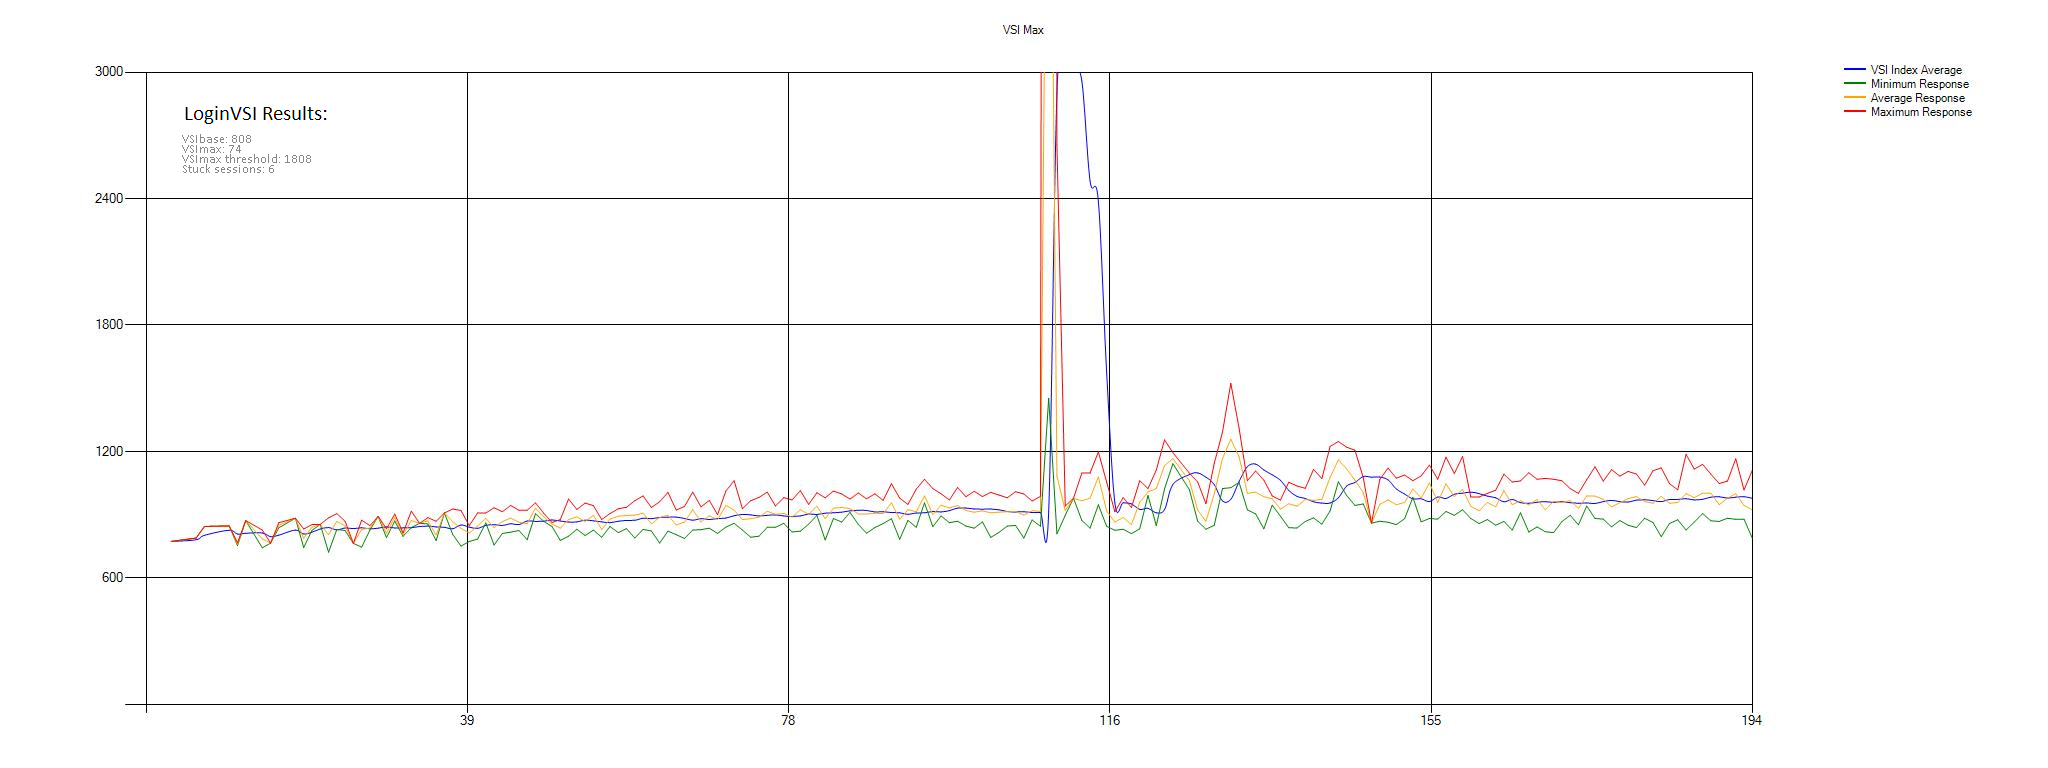 VSI Max
3000
2400
1800
1200
600
LoginVSI Results:
VSIbase: 808
VSImax: 74
VSImax threshold: 1808
Stuck sessions: 6
VSI Index Average
Minimum Response
Average Response
Maximum Response
39
78
116
155
194